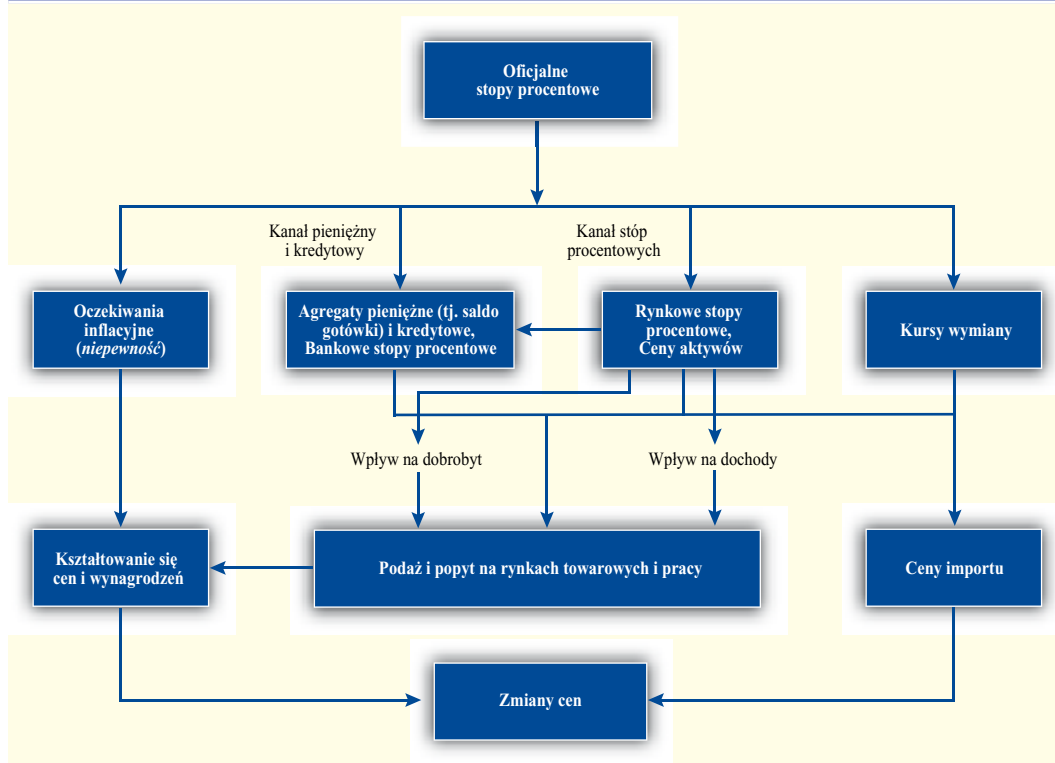 Oficjalne
stopy procentowe
Kanał pieniężny
i kredytowy
Kanał stóp
procentowych
Oczekiwania
inflacyjne
(niepewność)
Agregaty pieniężne (tj. saldo
gotówki) i kredytowe,
Bankowe stopy procentowe
Rynkowe stopy
procentowe,
Ceny aktywów
Kursy wymiany
Wpływ na dobrobyt
Wpływ na dochody
Kształtowanie się
cen i wynagrodzeń
Podaż i popyt na rynkach towarowych i pracy
Ceny importu
Zmiany cen